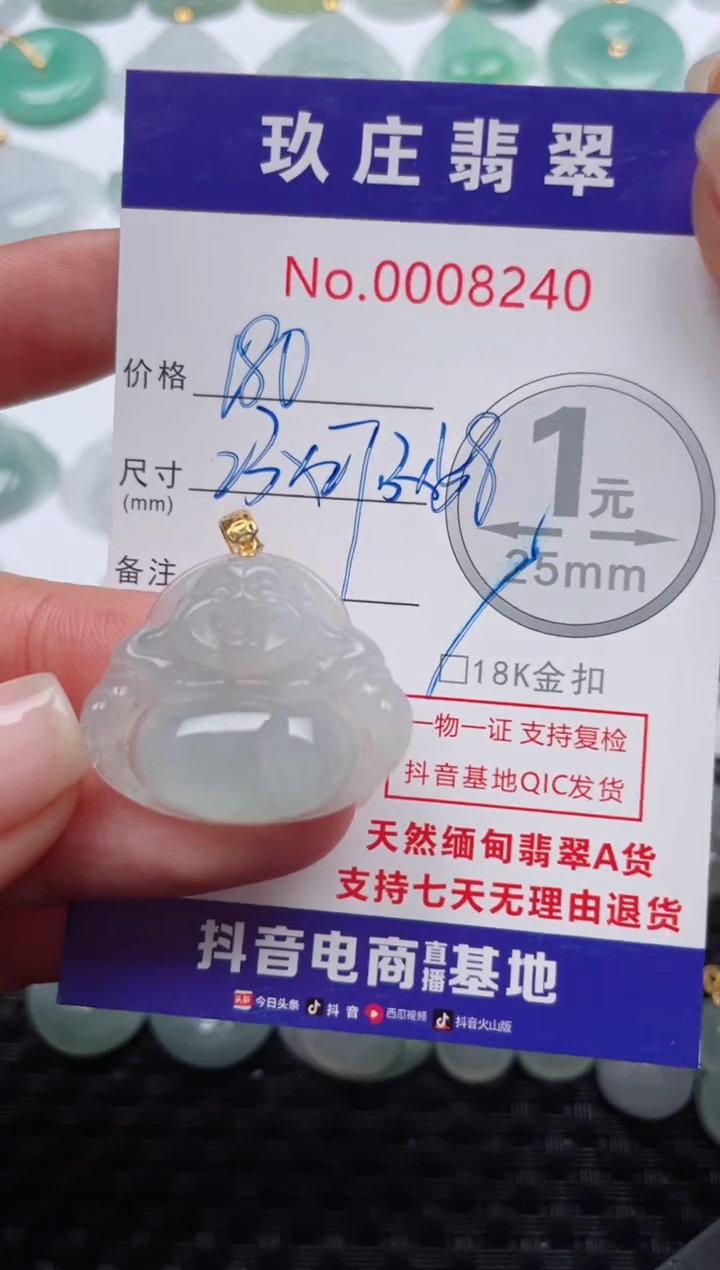 玖庄翡翠
No.0008240
价格 180
尺寸
(mm)
1元
25mm
备注
18K金扣
一物一证 支持复检
抖音基地QIC发货
天然缅甸翡翠A货
支持七天无理由退货
抖音电商直播基地
头条 今日头条 抖音 西瓜视频 抖音火山版